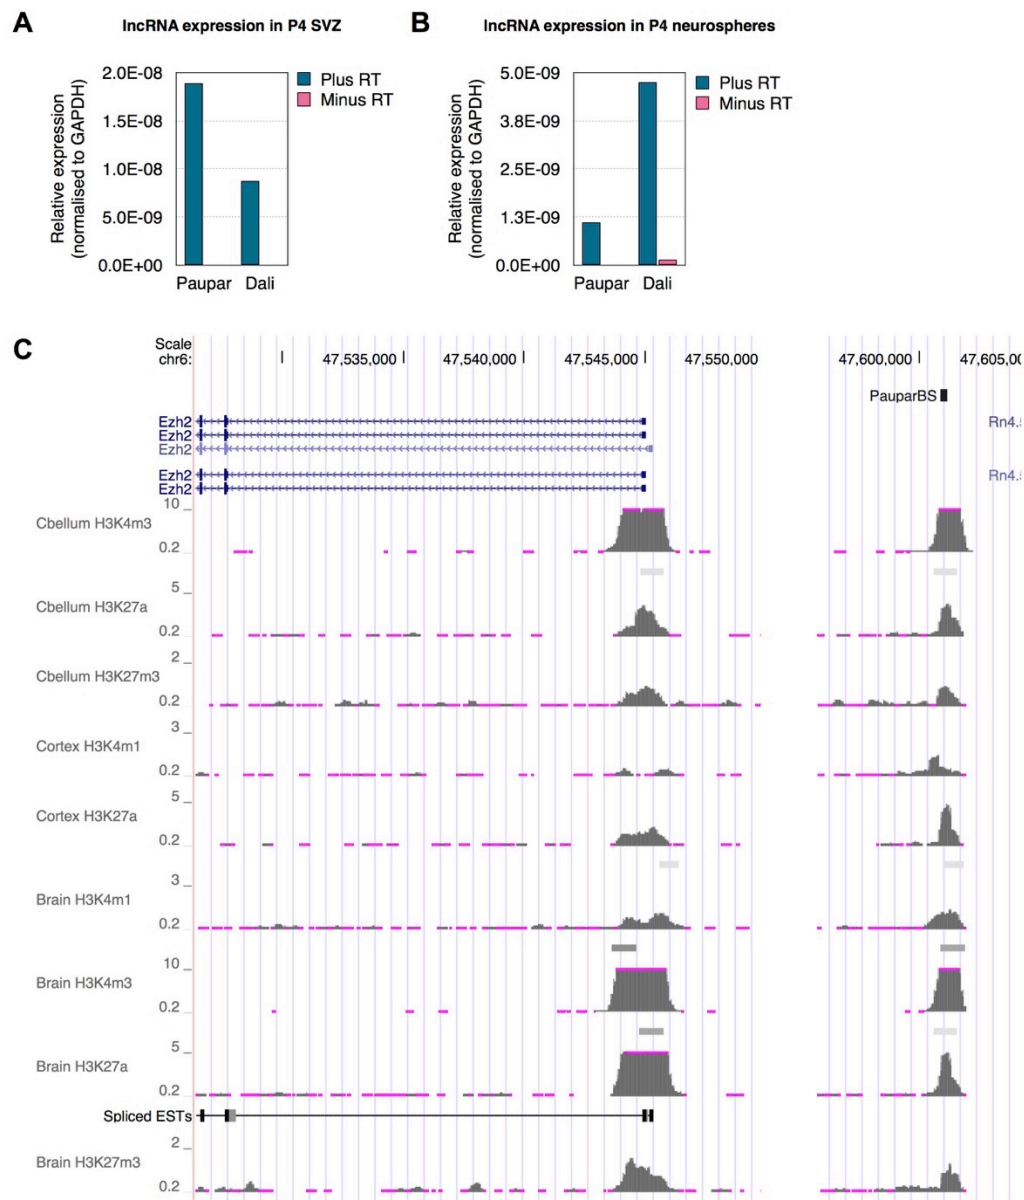 A
lncRNA expression in P4 SVZ
Relative expression
(normalised to GAPDH)
2.0E-08
1.5E-08
1.0E-08
5.0E-09
0.0E+00
Paupar Dali
Plus RT
Minus RT
B
lncRNA expression in P4 neurospheres
Relative expression
(normalised to GAPDH)
5.0E-09
3.8E-09
2.5E-09
1.3E-09
0.0E+00
Paupar Dali
Plus RT
Minus RT
C
Scale
chr6: 47,535,000 47,540,000 47,545,000 47,550,000 47,600,000 47,605,0
PauparBS
Ezh2 Rn4.
Ezh2
Ezh2
Ezh2 Rn4.
Ezh2
10
Cbellum H3K4m3
0.2
5
Cbellum H3K27a
0.2
2
Cbellum H3K27m3
0.2
3
Cortex H3K4m1
0.2
5
Cortex H3K27a
0.2
3
Brain H3K4m1
0.2
10
Brain H3K4m3
0.2
5
Brain H3K27a
0.2
Spliced ESTs
2
Brain H3K27m3
0.2